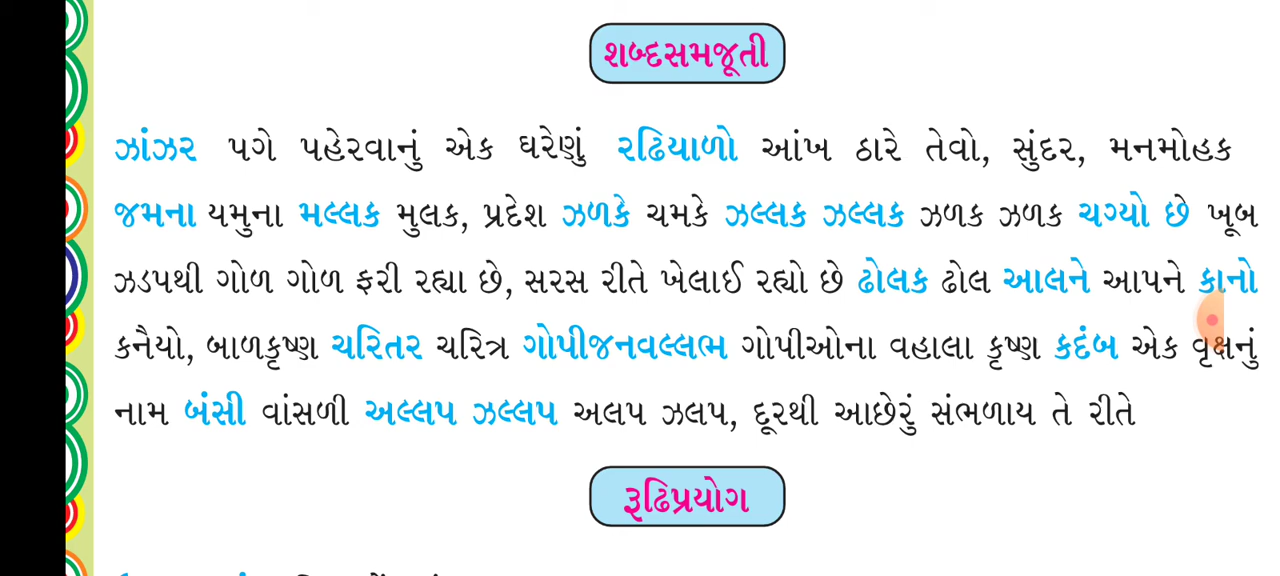 શબ્દસમજૂતી
ઝાંઝર પગે પહેરવાનું એક ઘરેણું રઢિયાળો આંખ ઠારે તેવો, સુંદર, મનમોહક
જમના યમુના મલ્લક મુલક, પ્રદેશ ઝળકે ચમકે ઝલ્લક ઝલ્લક ઝળક ઝળક ચગ્યો છે ખૂબ
ઝડપથી ગોળ ગોળ ફરી રહ્યા છે, સરસ રીતે ખેલાઈ રહ્યો છે ઢોલક ઢોલ આલને આપને કાનો
કનૈયો, બાળકૃષ્ણ ચરિતર ચરિત્ર ગોપીજનવલ્લભ ગોપીઓના વહાલા કૃષ્ણ કદંબ એક વૃક્ષનું
નામ બંસી વાંસળી અલ્લપ ઝલ્લપ અલપ ઝલપ, દૂરથી આછેરું સંભળાય તે રીતે
રૂઢિપ્રયોગ